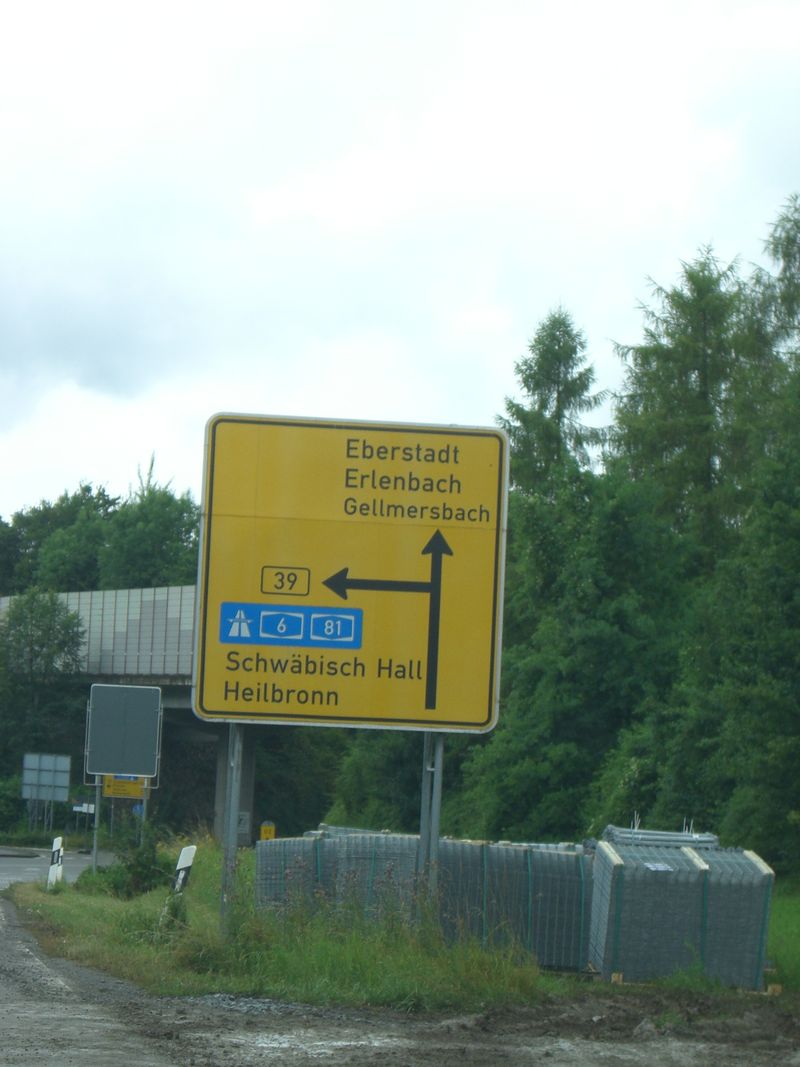 Eberstadt
Erlenbach
Gellmersbach
39
6 81
Schwäbisch Hall
Heilbronn